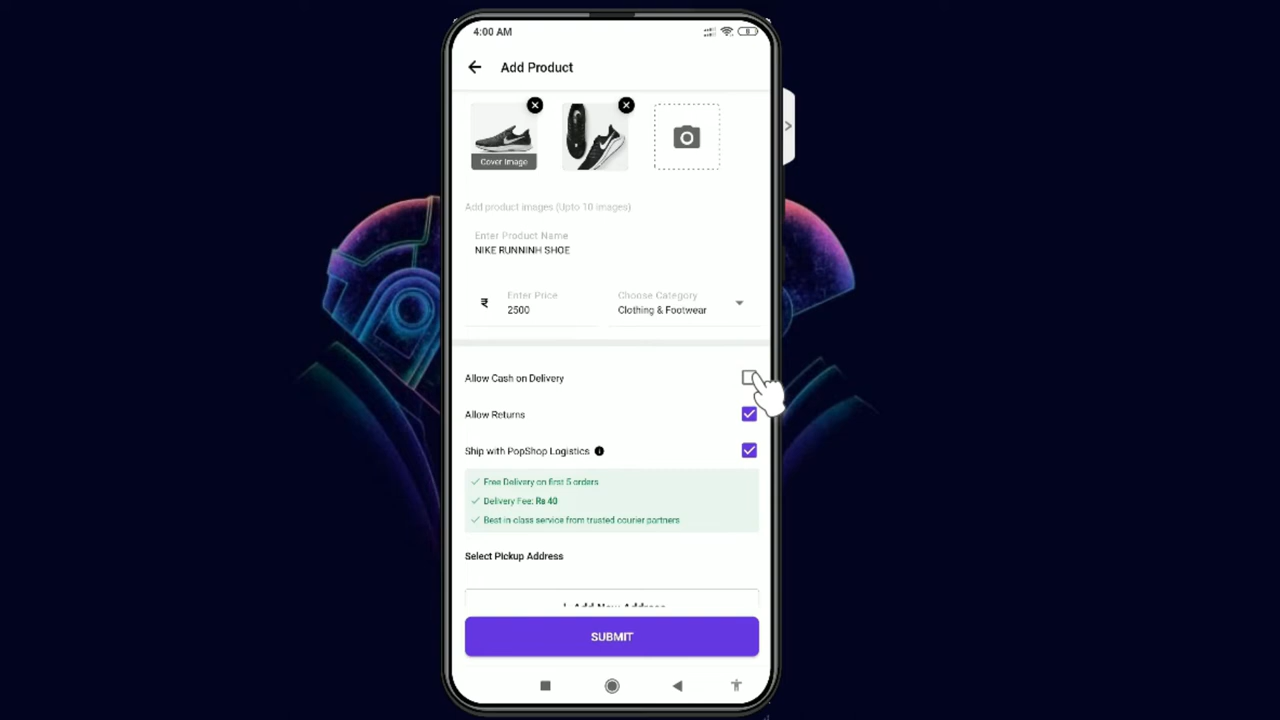 4:00 AM
Add Product
Cover Image
Add product images (Upto 10 images)
Enter Product Name
NIKE RUNNINH SHOE
Enter Price
Choose Category
₹ 2500
Clothing & Footwear
Allow Cash on Delivery
Allow Returns
Ship with PopShop Logistics
Free Delivery on first 5 orders
Delivery Fee: Rs 40
Best in class service from trusted courier partners
Select Pickup Address
+ Add New Address
SUBMIT